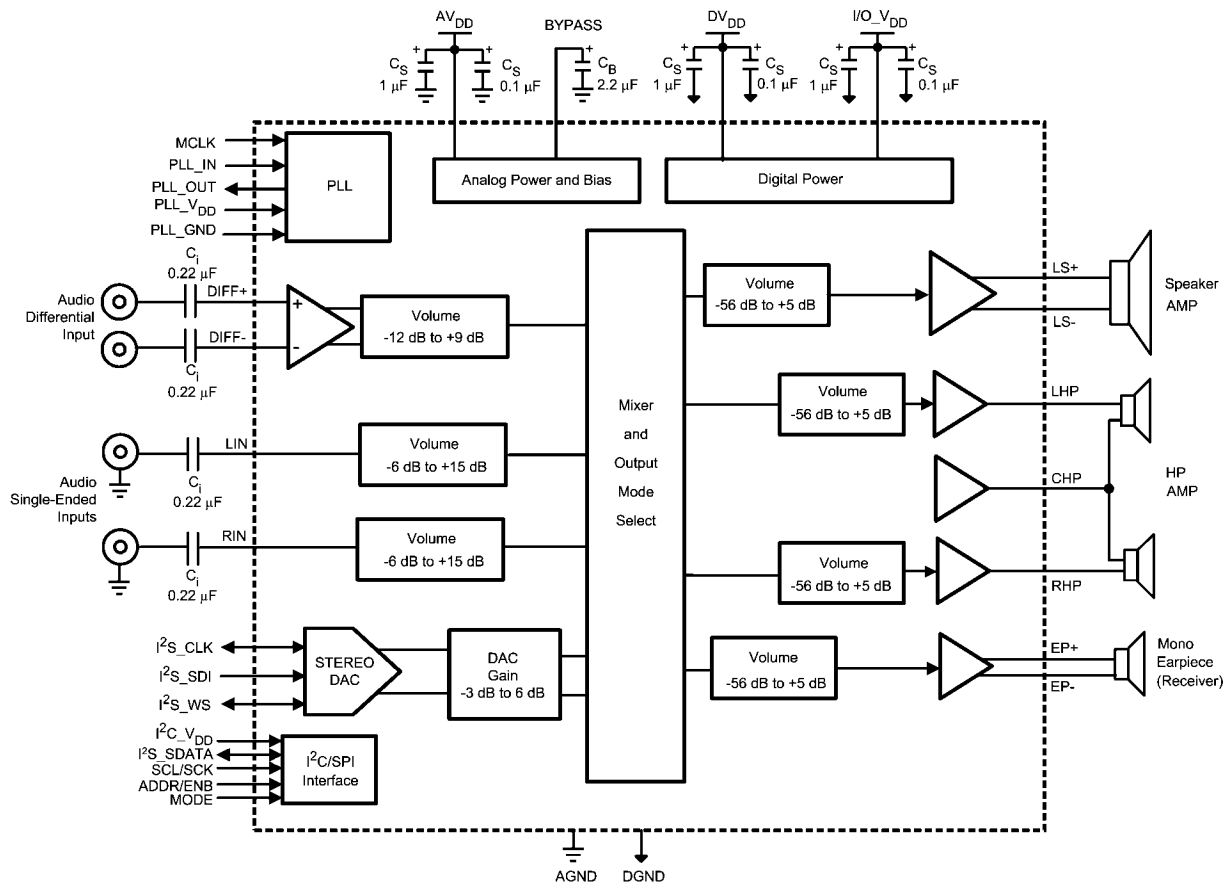 AVDD
BYPASS
DVDD
I/O_VDD
+
+
+
+
+
+
+
CS
1 µF
CS
0.1 µF
CB
2.2 µF
CS
1 µF
CS
0.1 µF
CS
1 µF
CS
0.1 µF
MCLK
PLL_IN
PLL_OUT
PLL_VDD
PLL_GND
PLL
Analog Power and Bias
Digital Power
Ci
0.22 µF
DIFF+
Audio
Differential
Input
DIFF-
Ci
0.22 µF
+
-
Volume
-12 dB to +9 dB
LIN
Ci
0.22 µF
Volume
-6 dB to +15 dB
Audio
Single-Ended
Inputs
RIN
Ci
0.22 µF
Volume
-6 dB to +15 dB
I²S_CLK
I²S_SDI
I²S_WS
STEREO
DAC
DAC
Gain
-3 dB to 6 dB
I²C_VDD
I²S_SDATA
SCL/SCK
ADDR/ENB
MODE
I²C/SPI
Interface
Mixer
and
Output
Mode
Select
Volume
-56 dB to +5 dB
LS+
LS-
Speaker
AMP
Volume
-56 dB to +5 dB
LHP
CHP
HP
AMP
Volume
-56 dB to +5 dB
RHP
Volume
-56 dB to +5 dB
EP+
EP-
Mono
Earpiece
(Receiver)
AGND
DGND